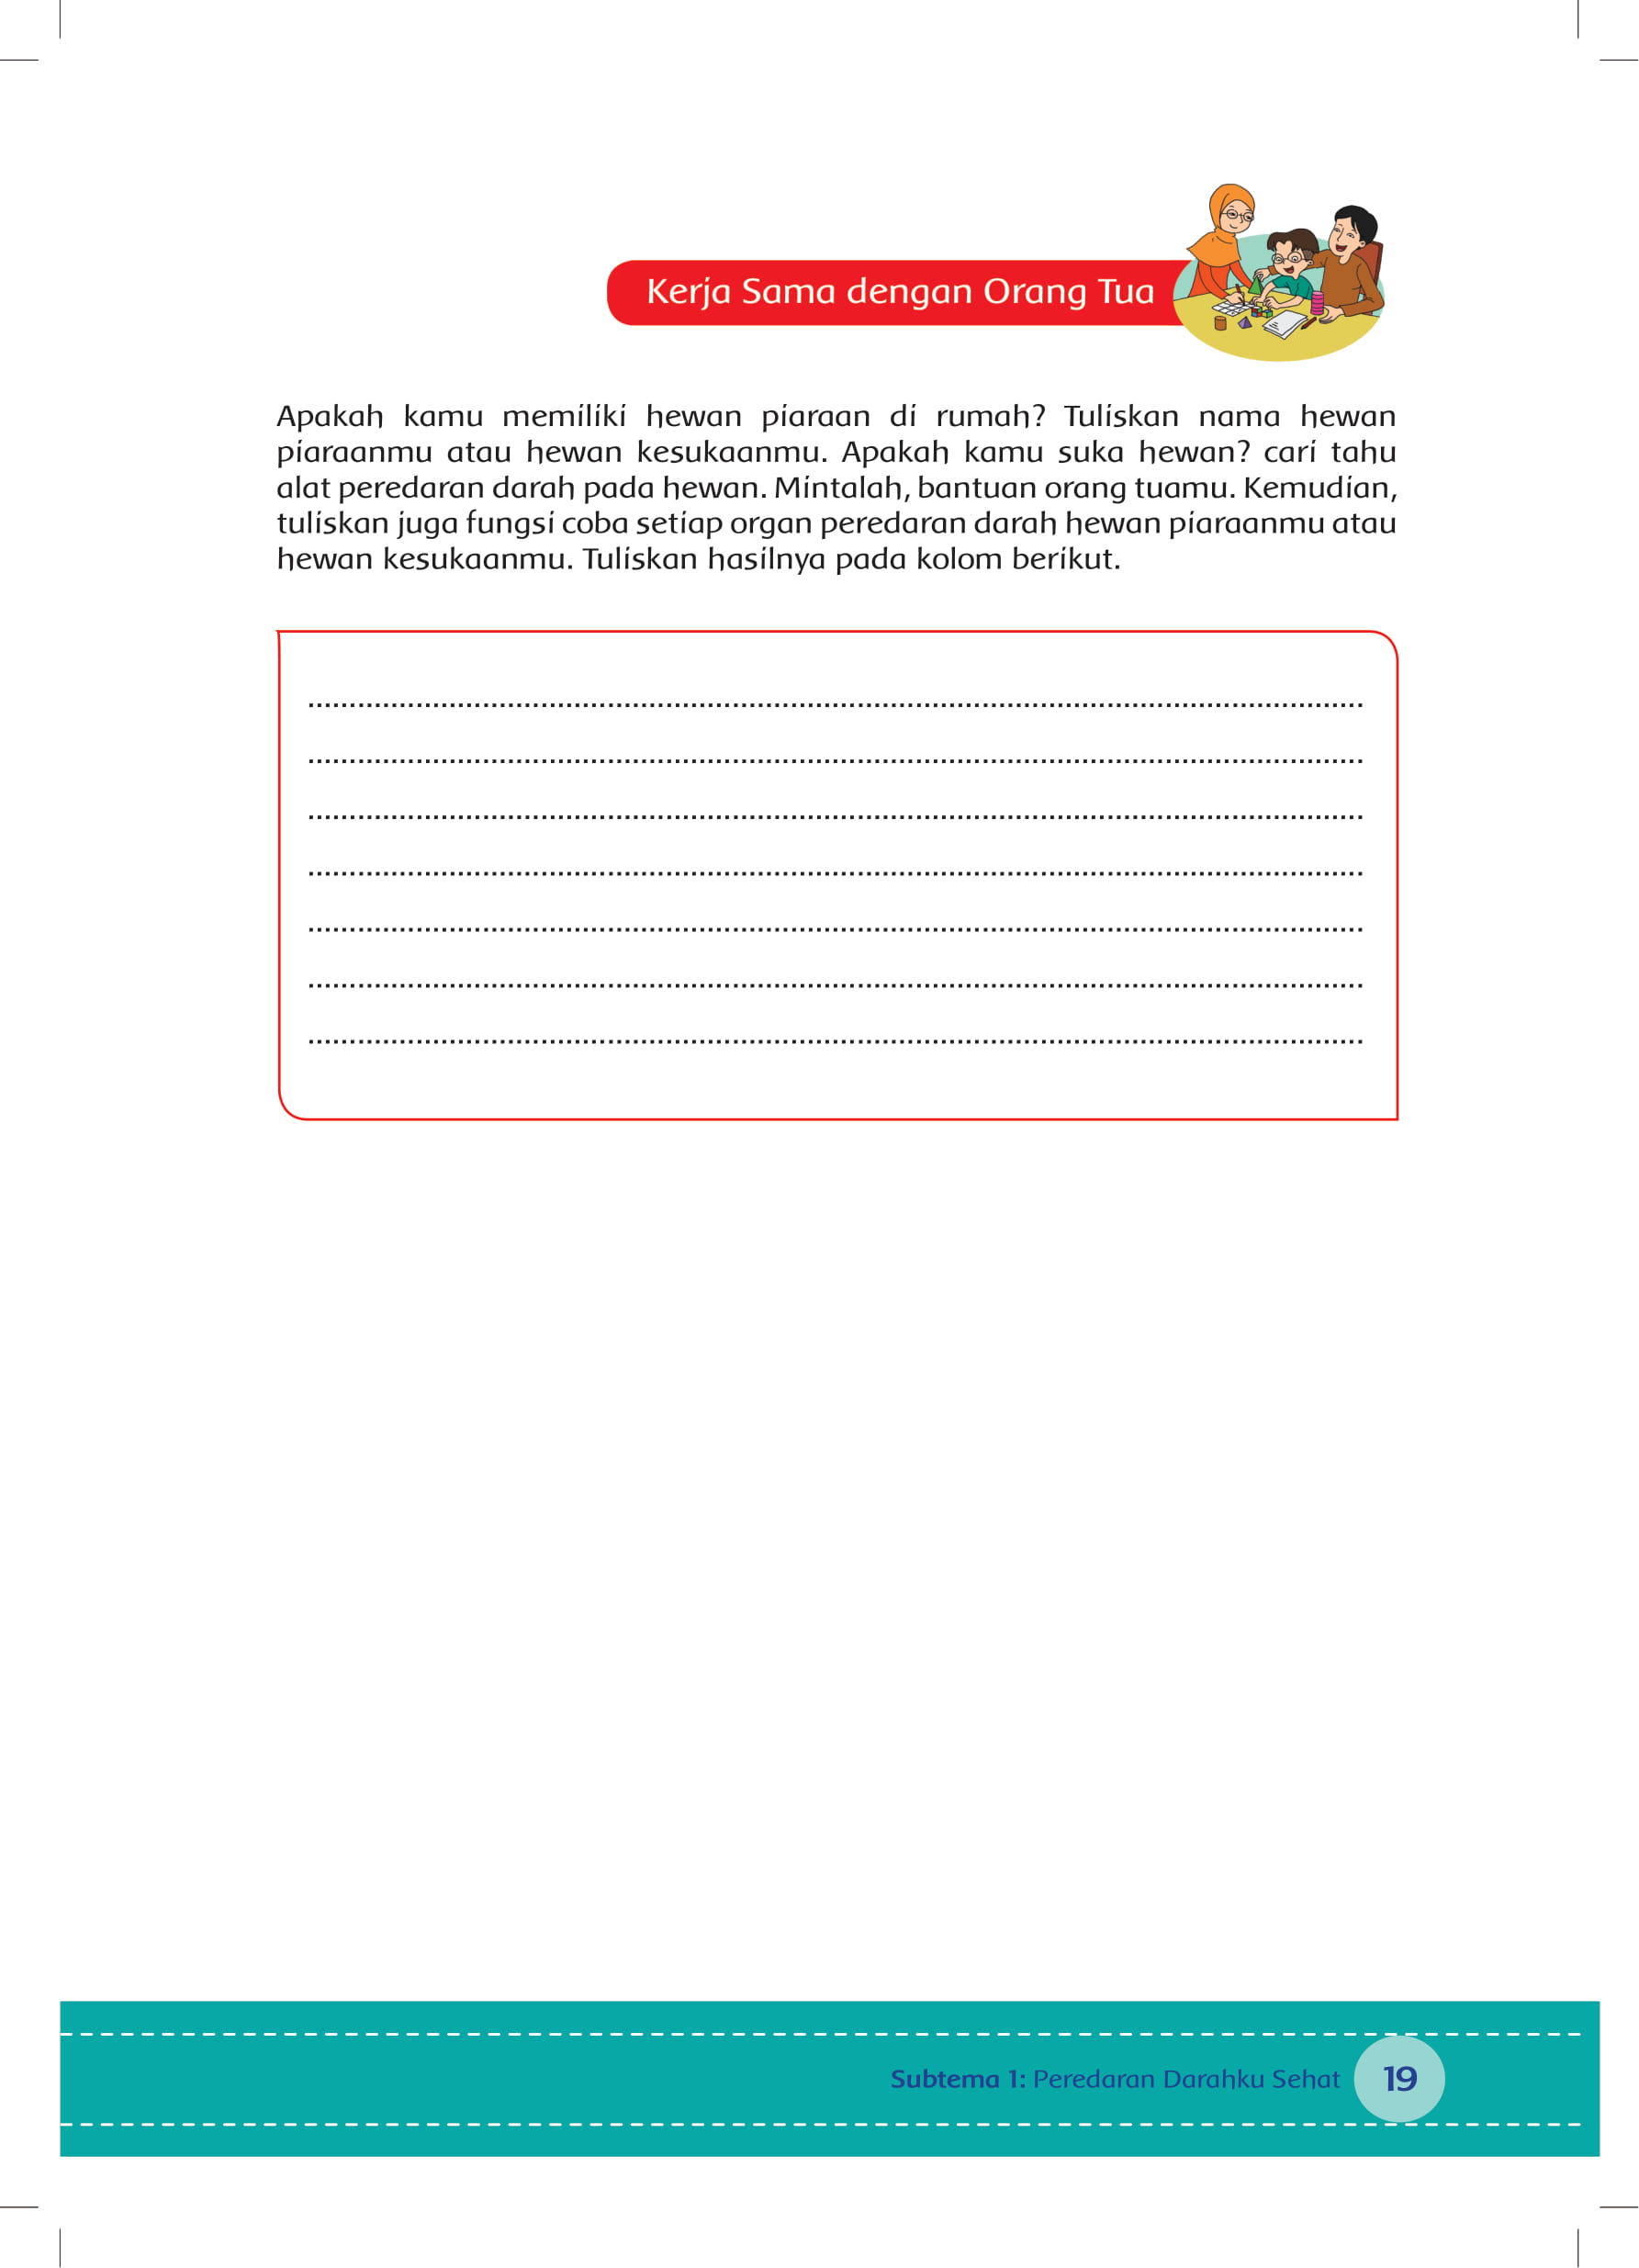 Kerja Sama dengan Orang Tua
Apakah kamu memiliki hewan piaraan di rumah? Tuliskan nama hewan
piaraanmu atau hewan kesukaanmu. Apakah kamu suka hewan? cari tahu
alat peredaran darah pada hewan. Mintalah, bantuan orang tuamu. Kemudian,
tuliskan juga fungsi coba setiap organ peredaran darah hewan piaraanmu atau
hewan kesukaanmu. Tuliskan hasilnya pada kolom berikut.
Subtema 1: Peredaran Darahku Sehat 19